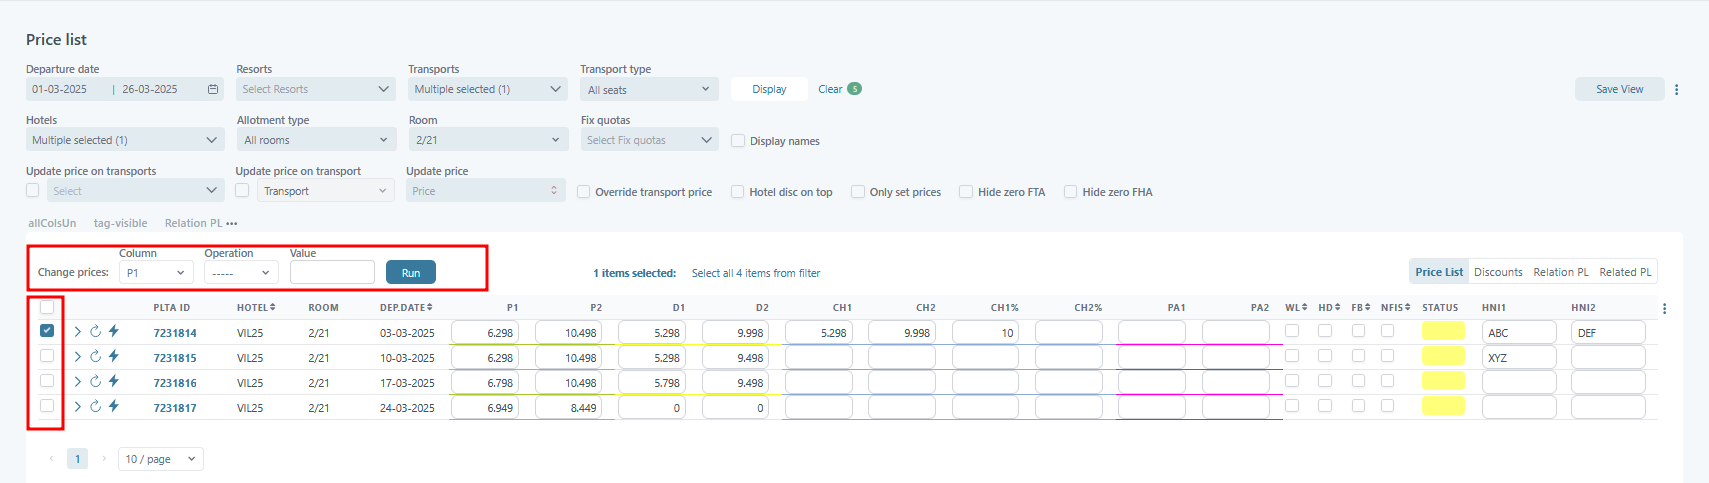 Price list
Departure date Resorts Transports Transport type
01-03-2025 | 26-03-2025 Select Resorts Multiple selected (1) All seats Display Clear 5 Save View
Hotels Allotment type Room Fix quotas
Multiple selected (1) All rooms 2/21 Select Fix quotas Display names
Update price on transports Update price on transport Update price
Select Transport Price Override transport price Hotel disc on top Only set prices Hide zero FTA Hide zero FHA
allColsUn tag-visible Relation PL •••
Column Operation Value
Change prices: P1 ----- Run 1 items selected: Select all 4 items from filter Price List Discounts Relation PL Related PL
PLTA ID HOTEL ROOM DEP.DATE P1 P2 D1 D2 CH1 CH2 CH1% CH2% PA1 PA2 WL HD FB NFIS STATUS HNI1 HNI2
7231814 VIL25 2/21 03-03-2025 6.298 10.498 5.298 9.998 5.298 9.998 10 ABC DEF
7231815 VIL25 2/21 10-03-2025 6.298 10.498 5.298 9.498 XYZ
7231816 VIL25 2/21 17-03-2025 6.798 10.498 5.798 9.498
7231817 VIL25 2/21 24-03-2025 6.949 8.449 0 0
1 10 / page